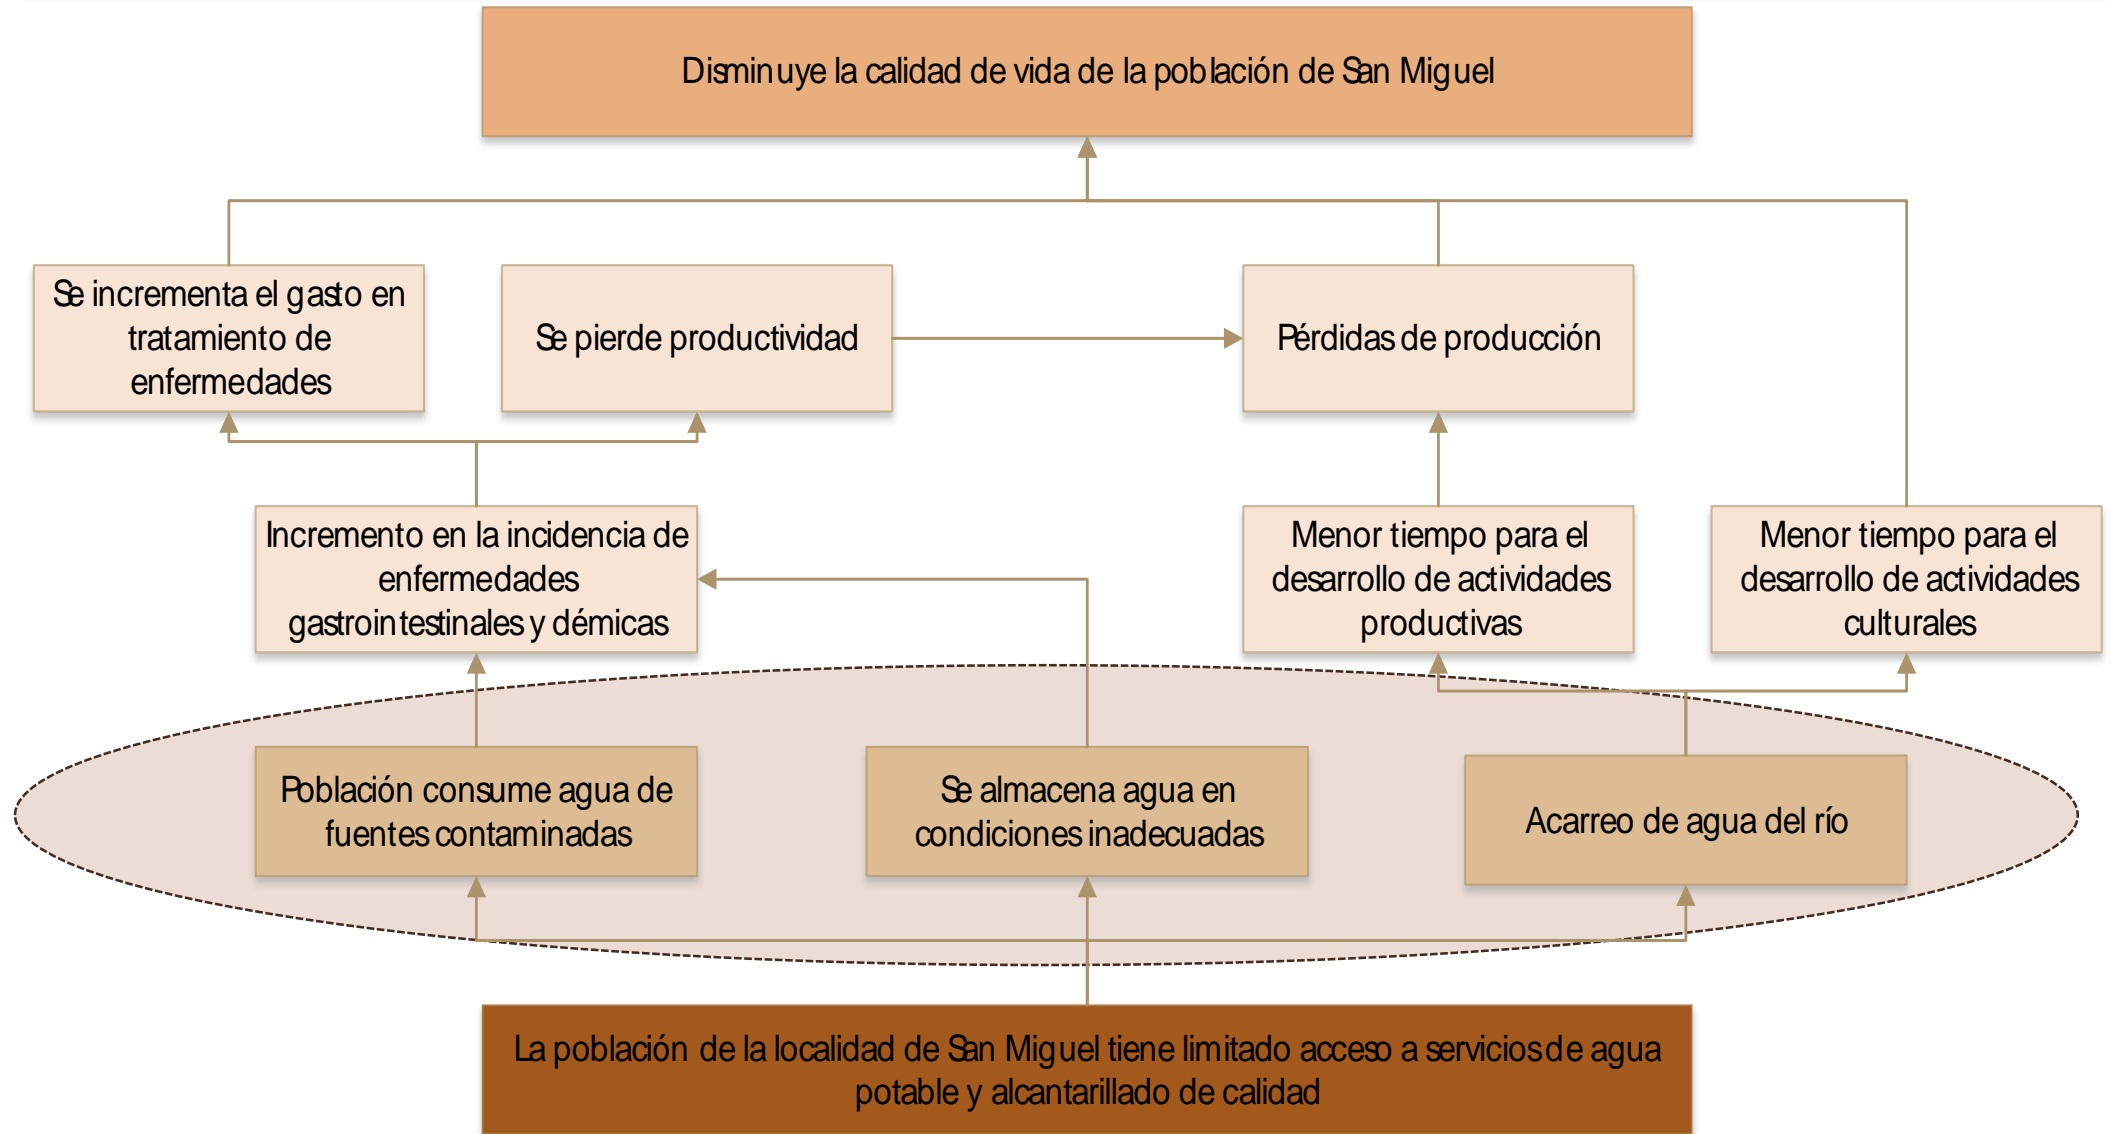 Disminuye la calidad de vida de la población de San Miguel
Se incrementa el gasto en
tratamiento de
enfermedades
Se pierde productividad
Pérdidas de producción
Incremento en la incidencia de
enfermedades
gastrointestinales y démicas
Menor tiempo para el
desarrollo de actividades
productivas
Menor tiempo para el
desarrollo de actividades
culturales
Población consume agua de
fuentes contaminadas
Se almacena agua en
condiciones inadecuadas
Acarreo de agua del río
La población de la localidad de San Miguel tiene limitado acceso a servicios de agua
potable y alcantarillado de calidad